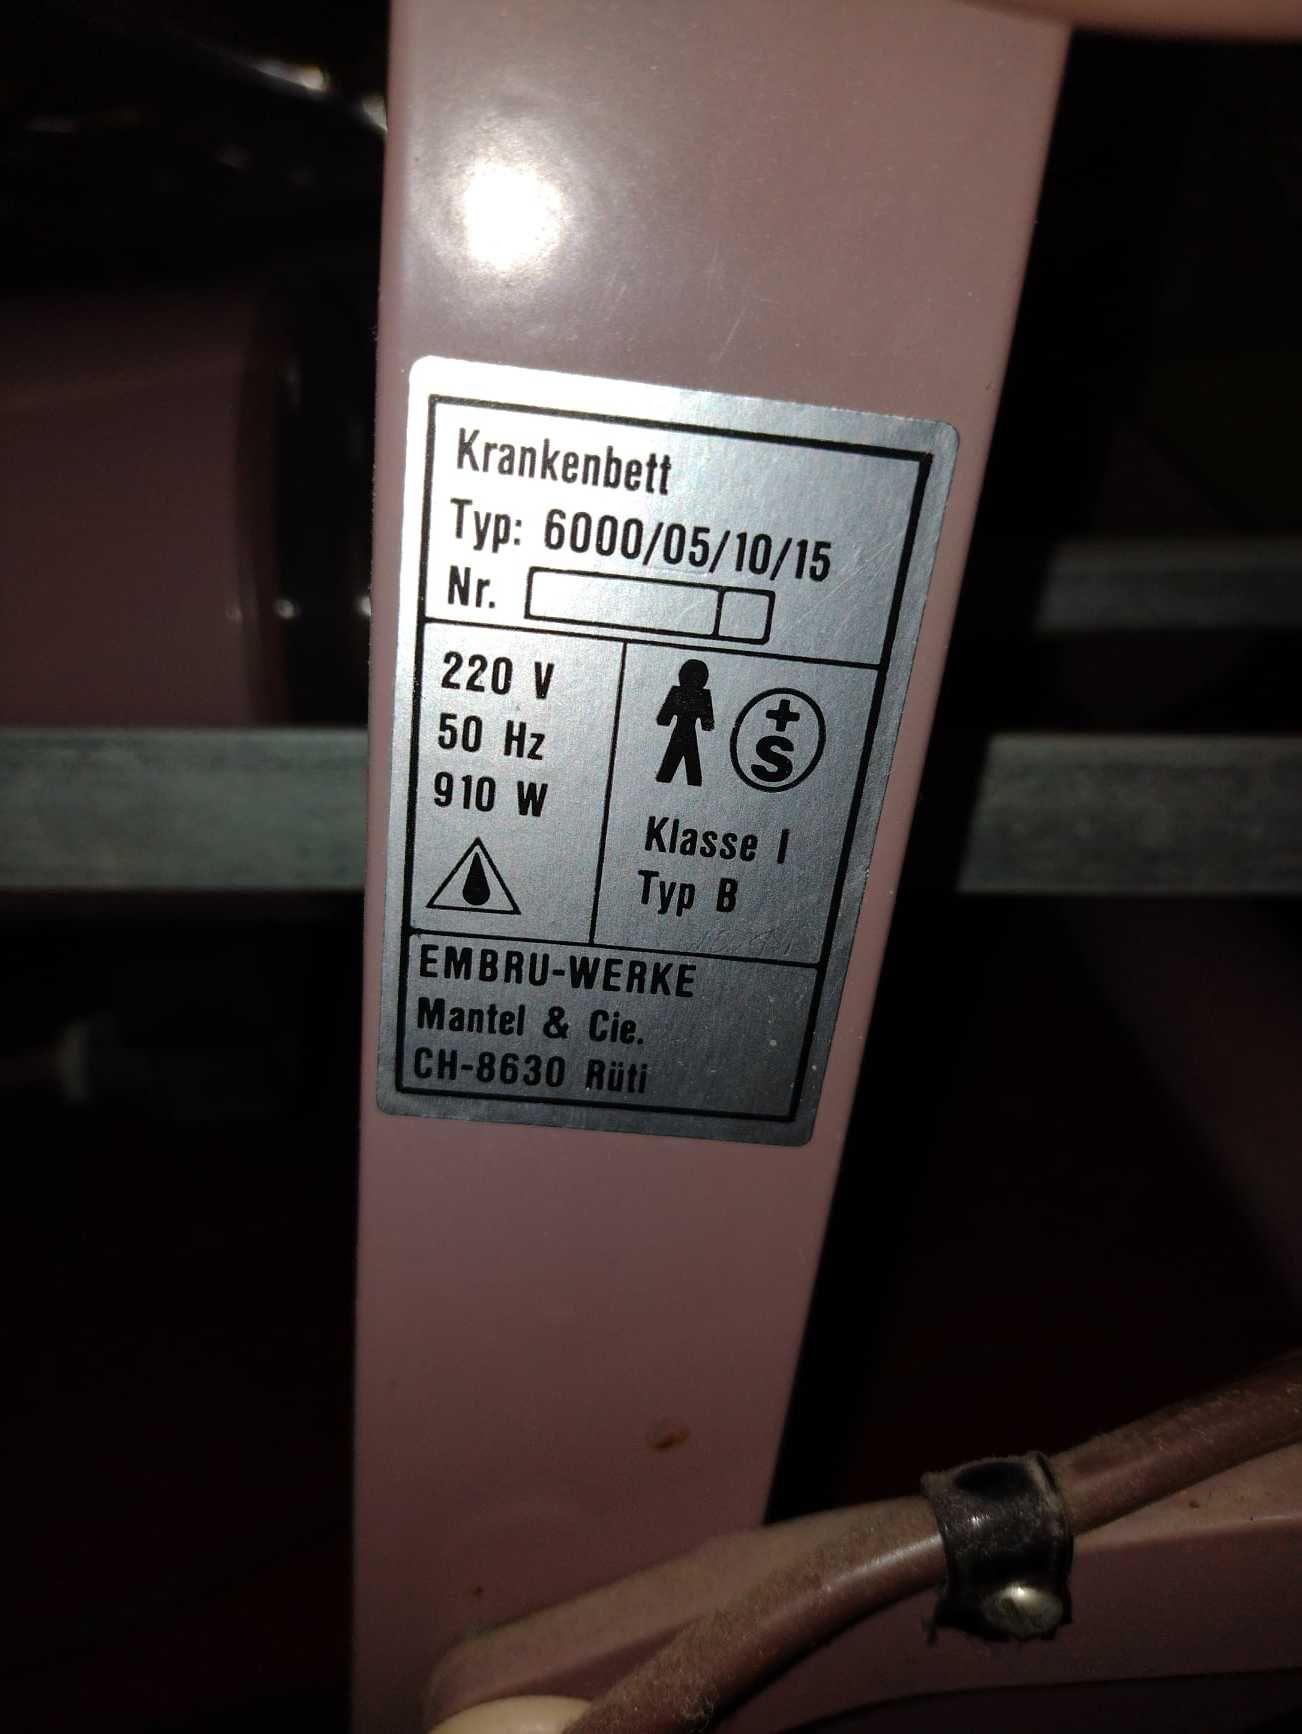 Krankenbett
Typ: 6000/05/10/15
Nr.
220 V
50 Hz
910 W
+
S
Klasse I
Typ B
EMBRU-WERKE
Mantel & Cie.
CH-8630 Rüti